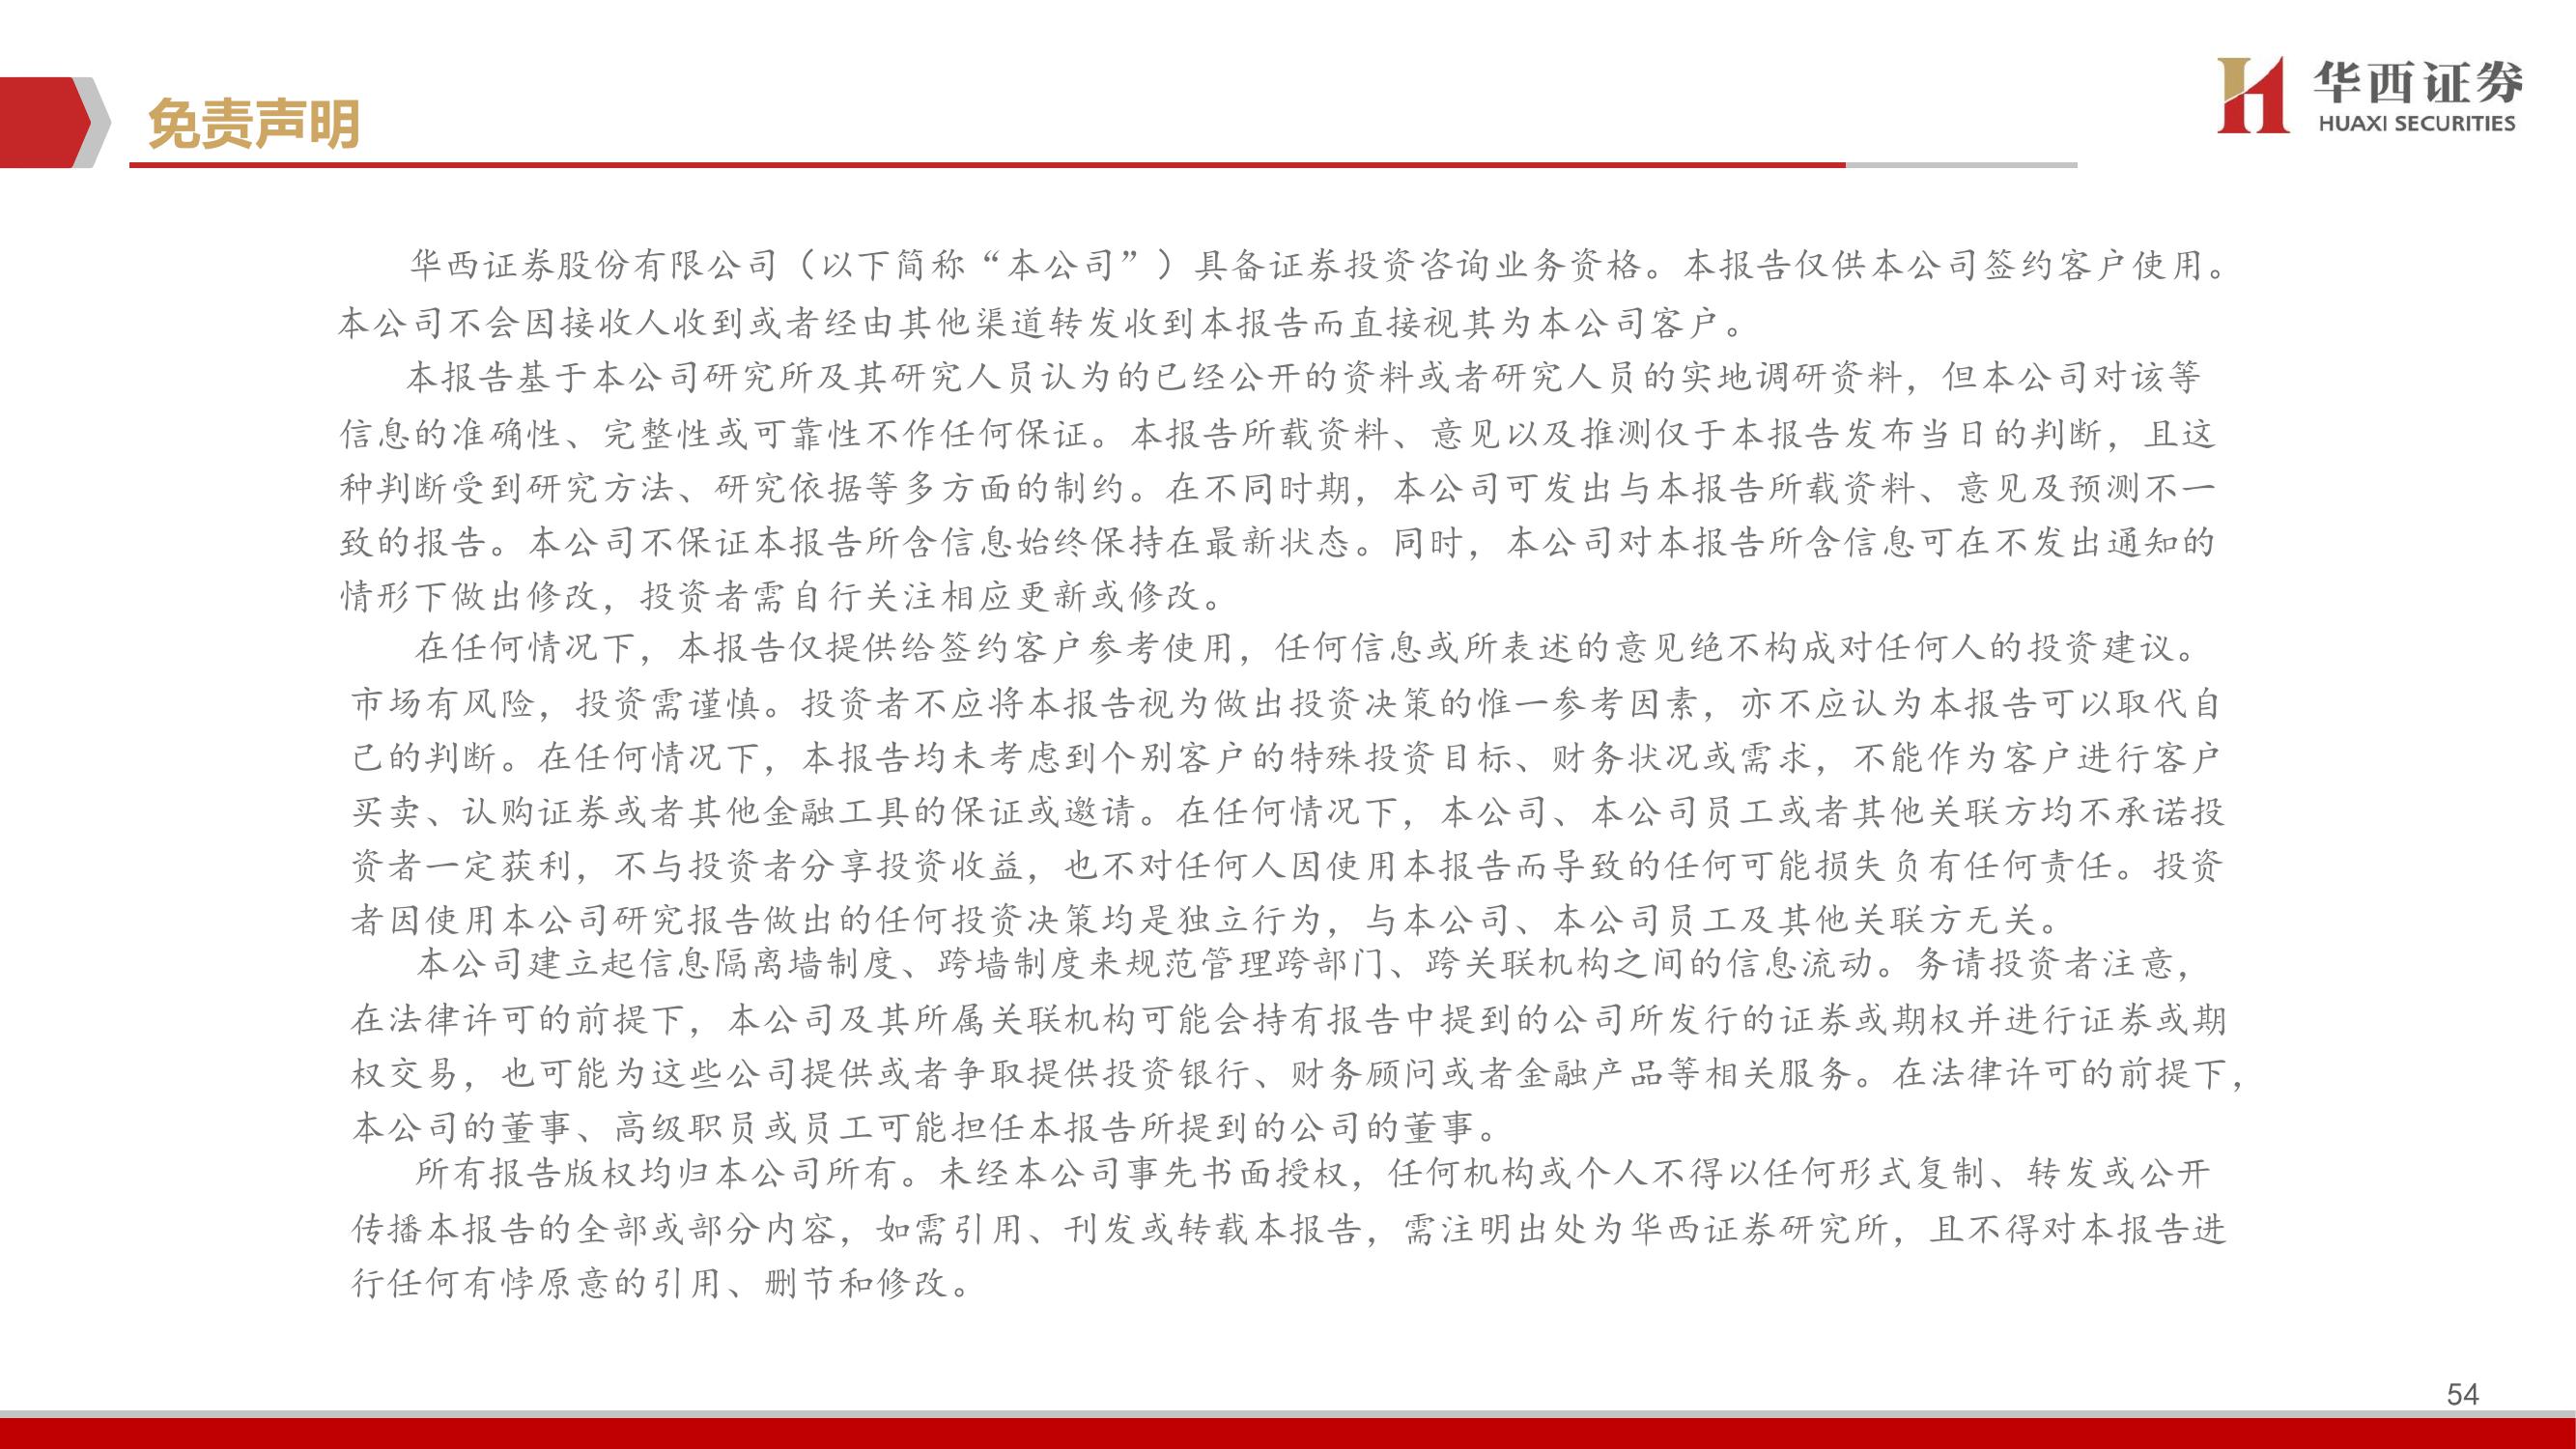 免责声明
华西证券
HUAXI SECURITIES
华西证券股份有限公司（以下简称“本公司”）具备证券投资咨询业务资格。本报告仅供本公司签约客户使用。
本公司不会因接收人收到或者经由其他渠道转发收到本报告而直接视其为本公司客户。
本报告基于本公司研究所及其研究人员认为的已经公开的资料或者研究人员的实地调研资料，但本公司对该等
信息的准确性、完整性或可靠性不作任何保证。本报告所载资料、意见以及推测仅于本报告发布当日的判断，且这
种判断受到研究方法、研究依据等多方面的制约。在不同时期，本公司可发出与本报告所载资料、意见及预测不一
致的报告。本公司不保证本报告所含信息始终保持在最新状态。同时，本公司对本报告所含信息可在不发出通知的
情形下做出修改，投资者需自行关注相应更新或修改。
在任何情况下，本报告仅提供给签约客户参考使用，任何信息或所表述的意见绝不构成对任何人的投资建议。
市场有风险，投资需谨慎。投资者不应将本报告视为做出投资决策的惟一参考因素，亦不应认为本报告可以取代自
己的判断。在任何情况下，本报告均未考虑到个别客户的特殊投资目标、财务状况或需求，不能作为客户进行客户
买卖、认购证券或者其他金融工具的保证或邀请。在任何情况下，本公司、本公司员工或者其他关联方均不承诺投
资者一定获利，不与投资者分享投资收益，也不对任何人因使用本报告而导致的任何可能损失负有任何责任。投资
者因使用本公司研究报告做出的任何投资决策均是独立行为，与本公司、本公司员工及其他关联方无关。
本公司建立起信息隔离墙制度、跨墙制度来规范管理跨部门、跨关联机构之间的信息流动。务请投资者注意，
在法律许可的前提下，本公司及其所属关联机构可能会持有报告中提到的公司所发行的证券或期权并进行证券或期
权交易，也可能为这些公司提供或者争取提供投资银行、财务顾问或者金融产品等相关服务。在法律许可的前提下，
本公司的董事、高级职员或员工可能担任本报告所提到的公司的董事。
所有报告版权均归本公司所有。未经本公司事先书面授权，任何机构或个人不得以任何形式复制、转发或公开
传播本报告的全部或部分内容，如需引用、刊发或转载本报告，需注明出处为华西证券研究所，且不得对本报告进
行任何有悖原意的引用、删节和修改。
54